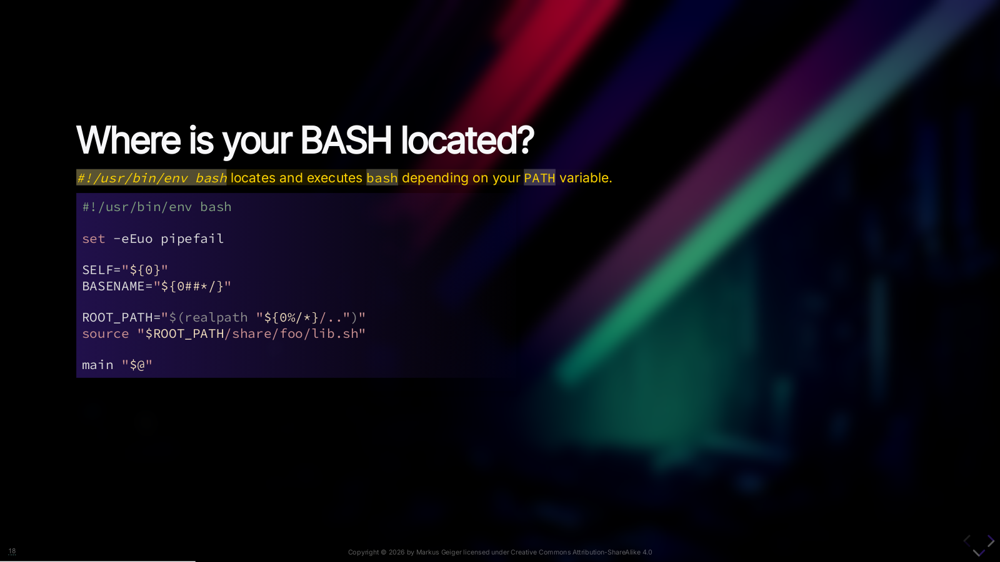 Where is your BASH located?
#!/usr/bin/env bash locates and executes bash depending on your PATH variable.
#!/usr/bin/env bash
set -eEuo pipefail
SELF="${0}"
BASENAME="${0##*/}"
ROOT_PATH="$(realpath "${0%/*}/..")"
source "$ROOT_PATH/share/foo/lib.sh"
main "$@"
18
Copyright © 2026 by Markus Geiger licensed under Creative Commons Attribution-ShareAlike 4.0